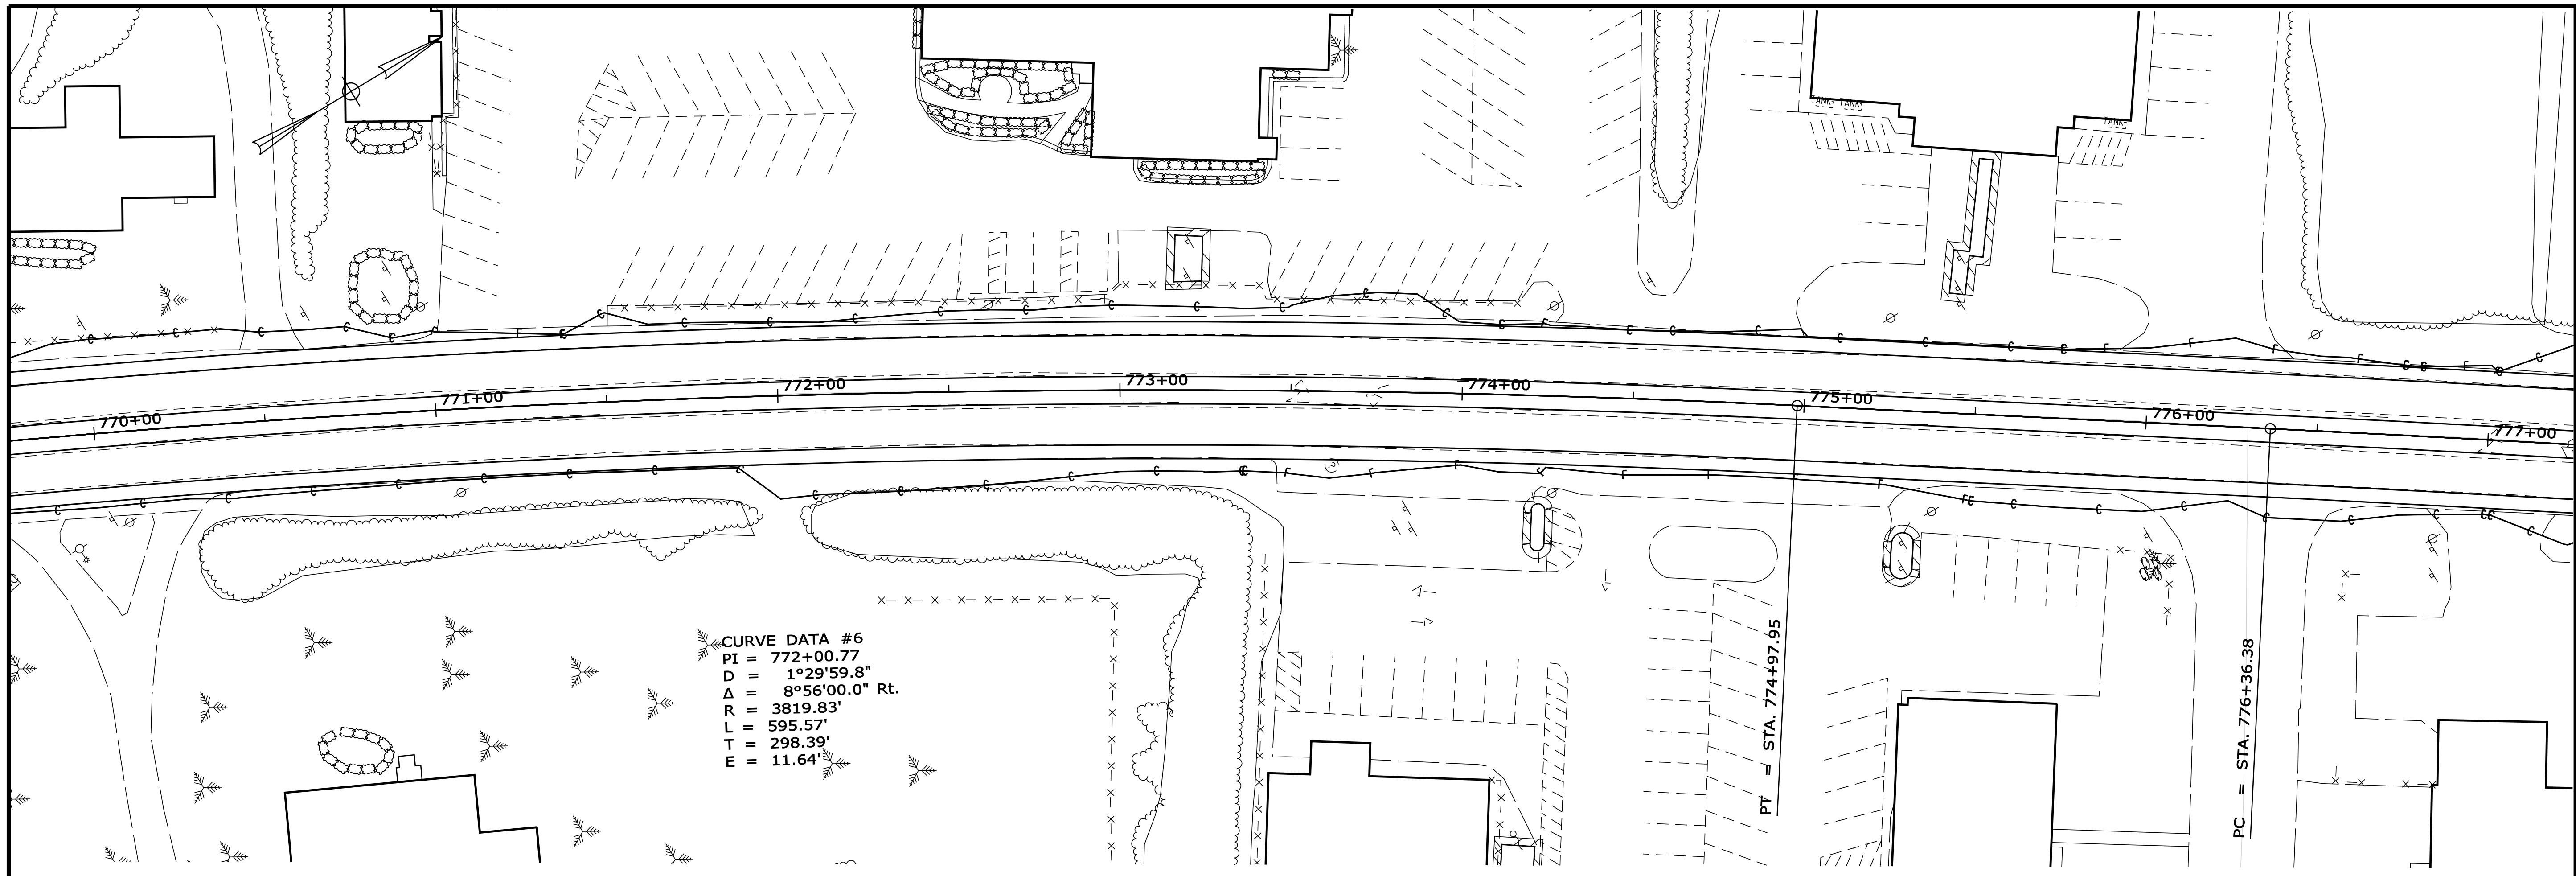 TANK TANK
TANK
770+00
771+00
772+00
773+00
774+00
775+00
776+00
777+00
CURVE DATA #6
PI = 772+00.77
D = 1°29'59.8"
Δ = 8°56'00.0" Rt.
R = 3819.83'
L = 595.57'
T = 298.39'
E = 11.64'
PT = STA. 774+97.95
PC = STA. 776+36.38